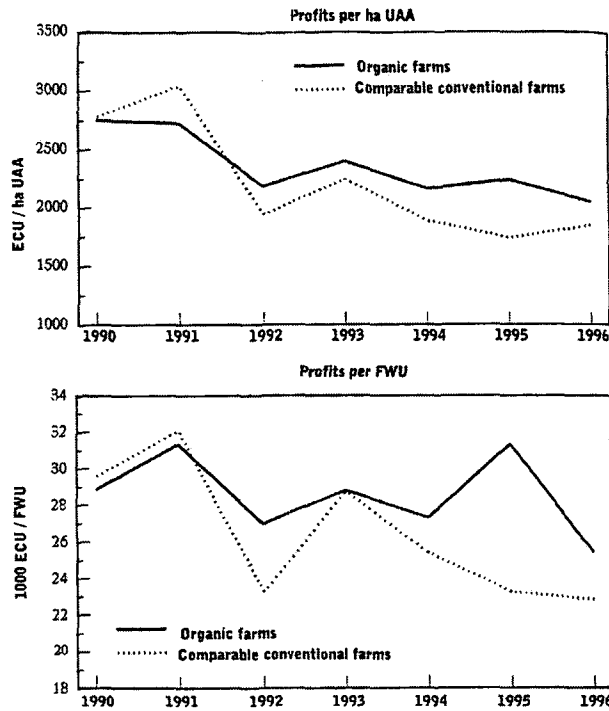 Profits per ha UAA
3500
3000
2500
2000
1750
1000
ECU / ha UAA
Organic farms
Comparable conventional farms
1990 1991 1992 1993 1994 1995 1996
Profits per FWU
34
32
30
28
26
24
22
20
18
1000 ECU / FWU
Organic farms
Comparable conventional farms
1990 1991 1992 1993 1994 1995 1996